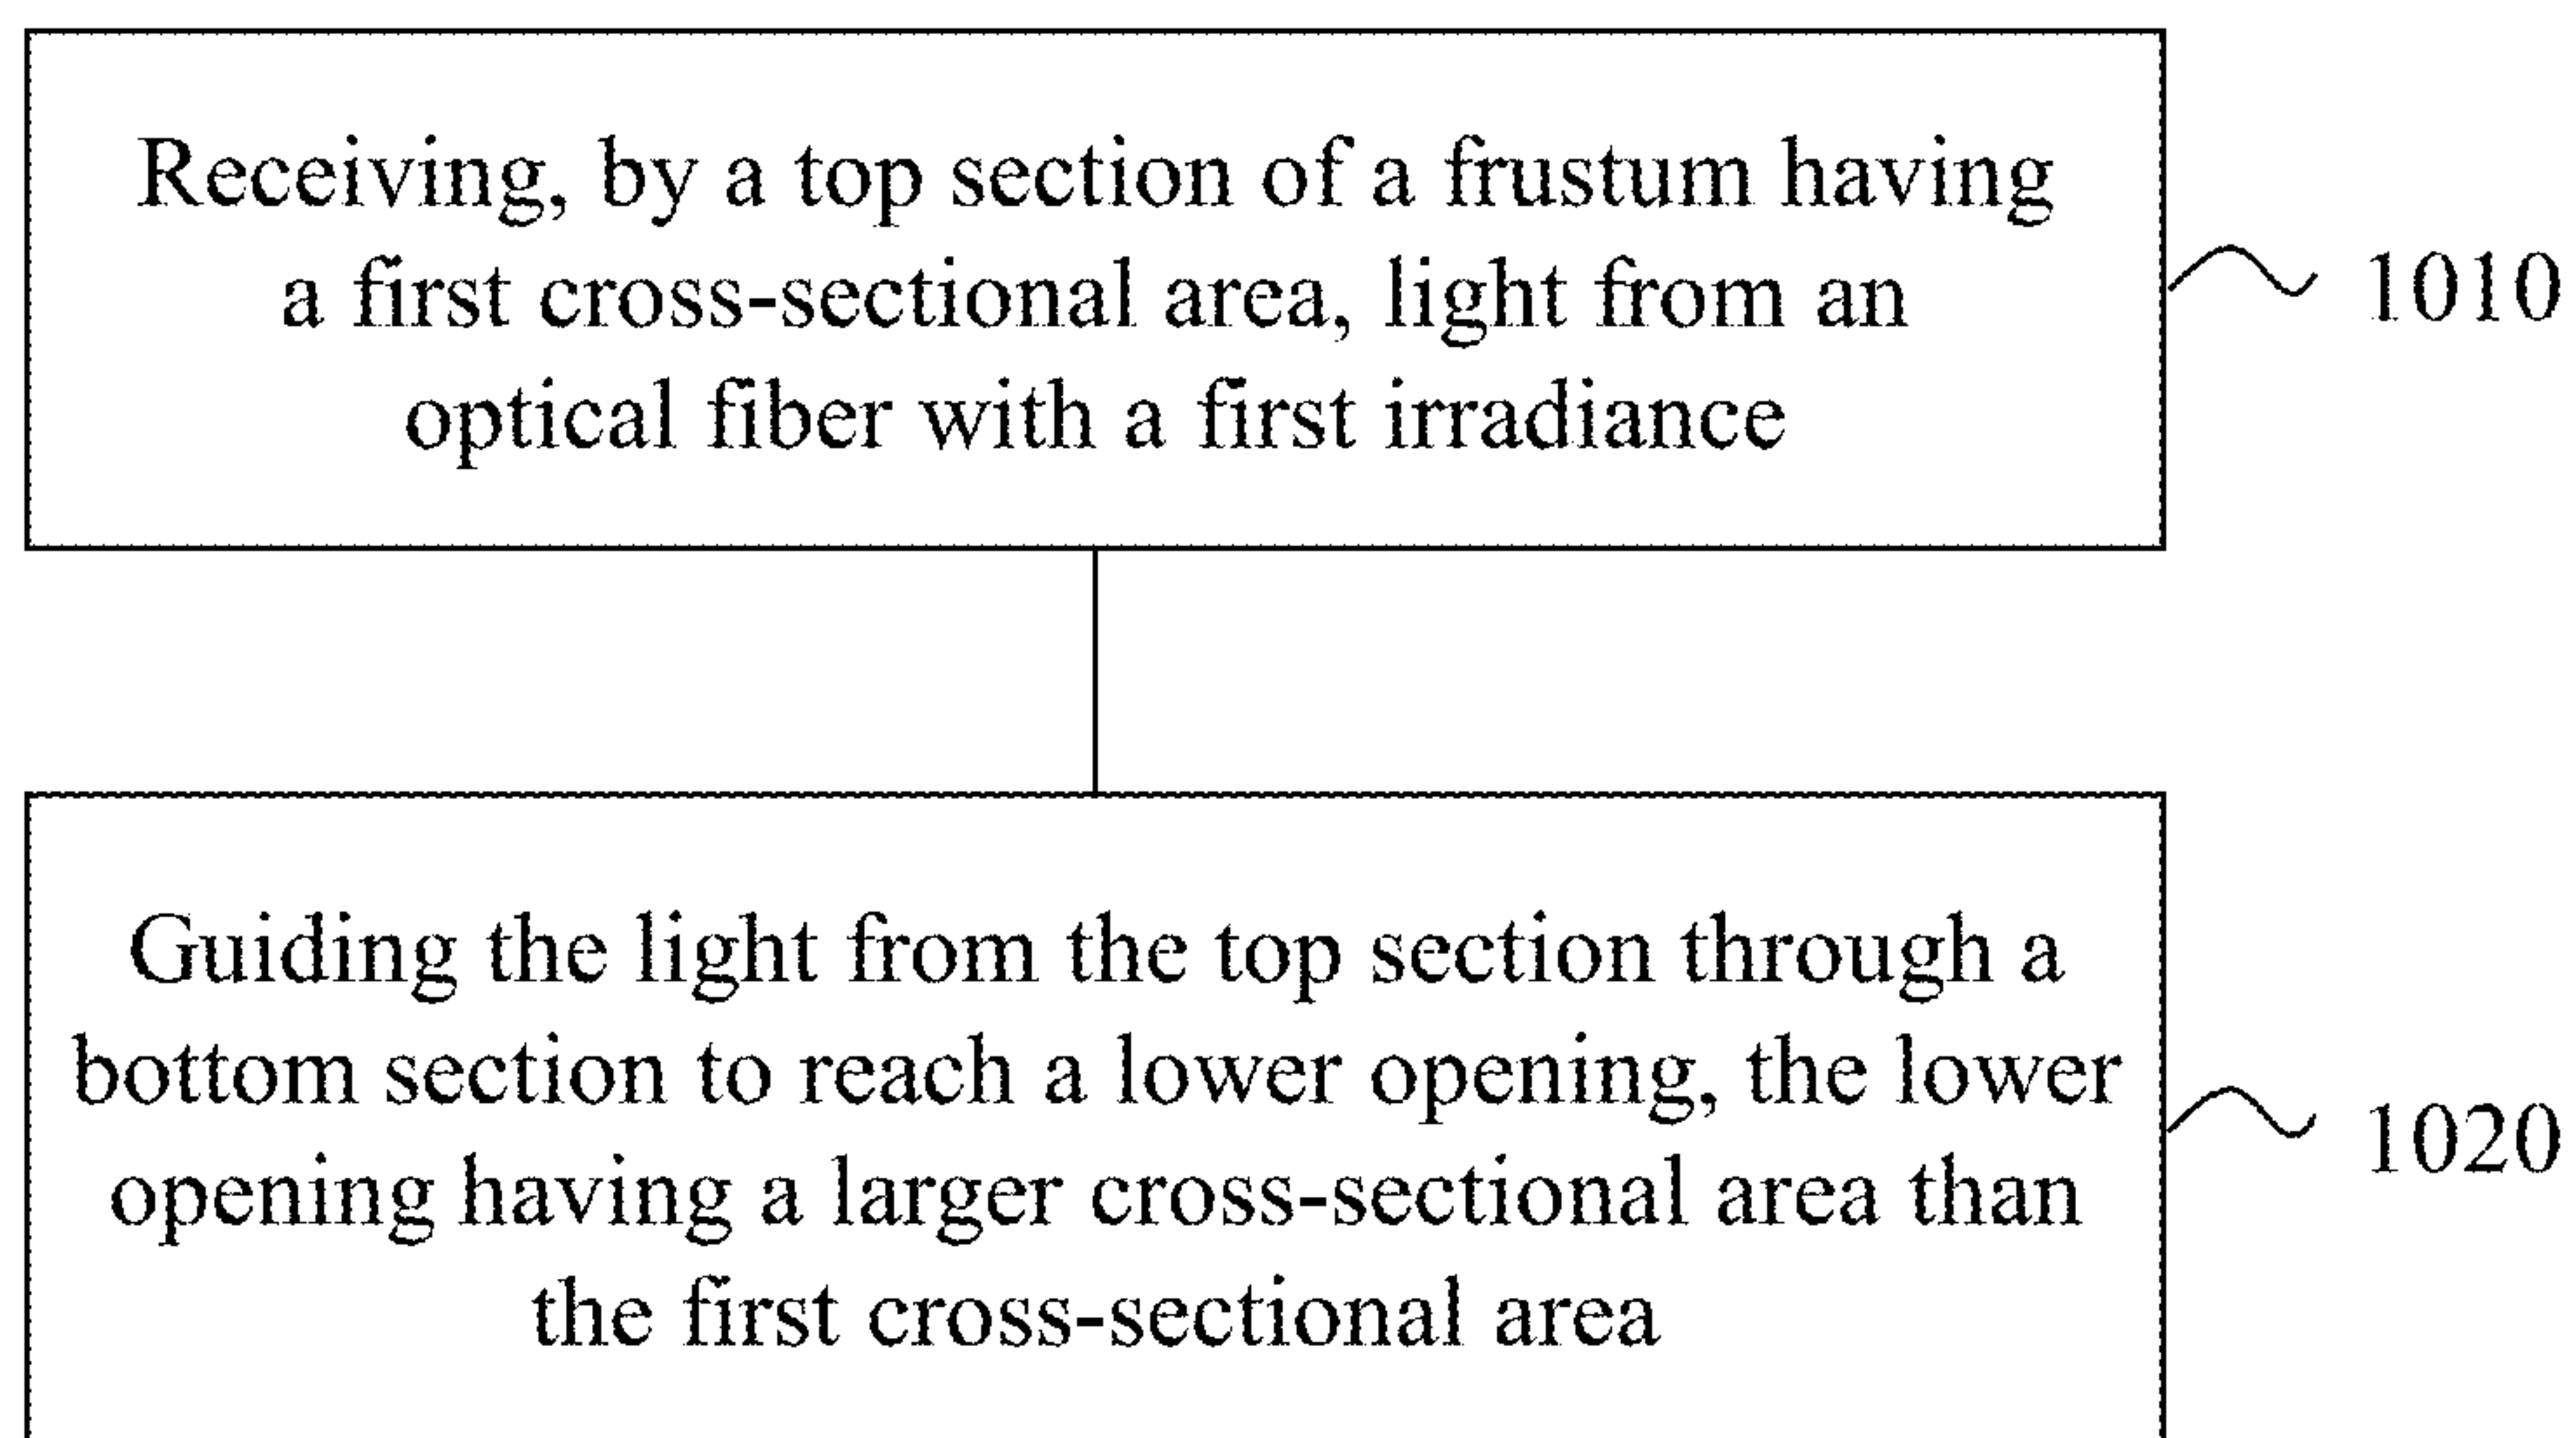 Receiving, by a top section of a frustum having
a first cross-sectional area, light from an
optical fiber with a first irradiance
1010
Guiding the light from the top section through a
bottom section to reach a lower opening, the lower
opening having a larger cross-sectional area than
the first cross-sectional area
1020